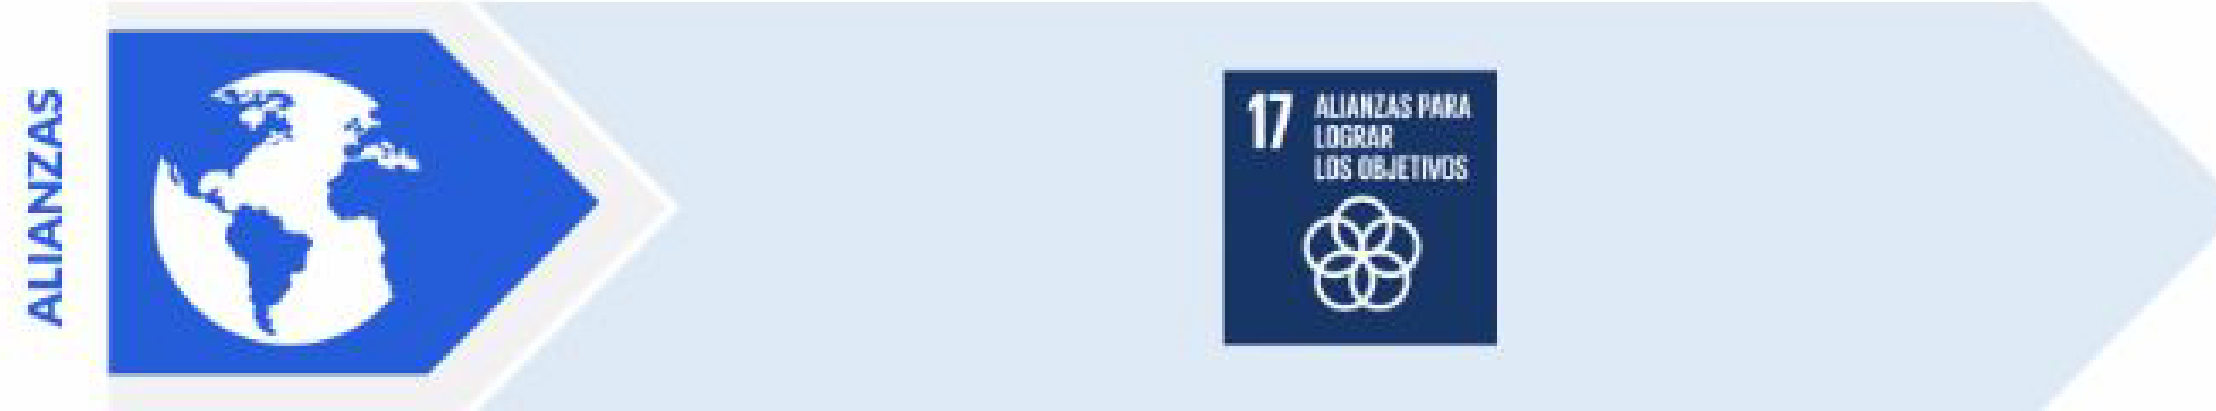 ALIANZAS
17
ALIANZAS PARA
LOGRAR
LOS OBJETIVOS